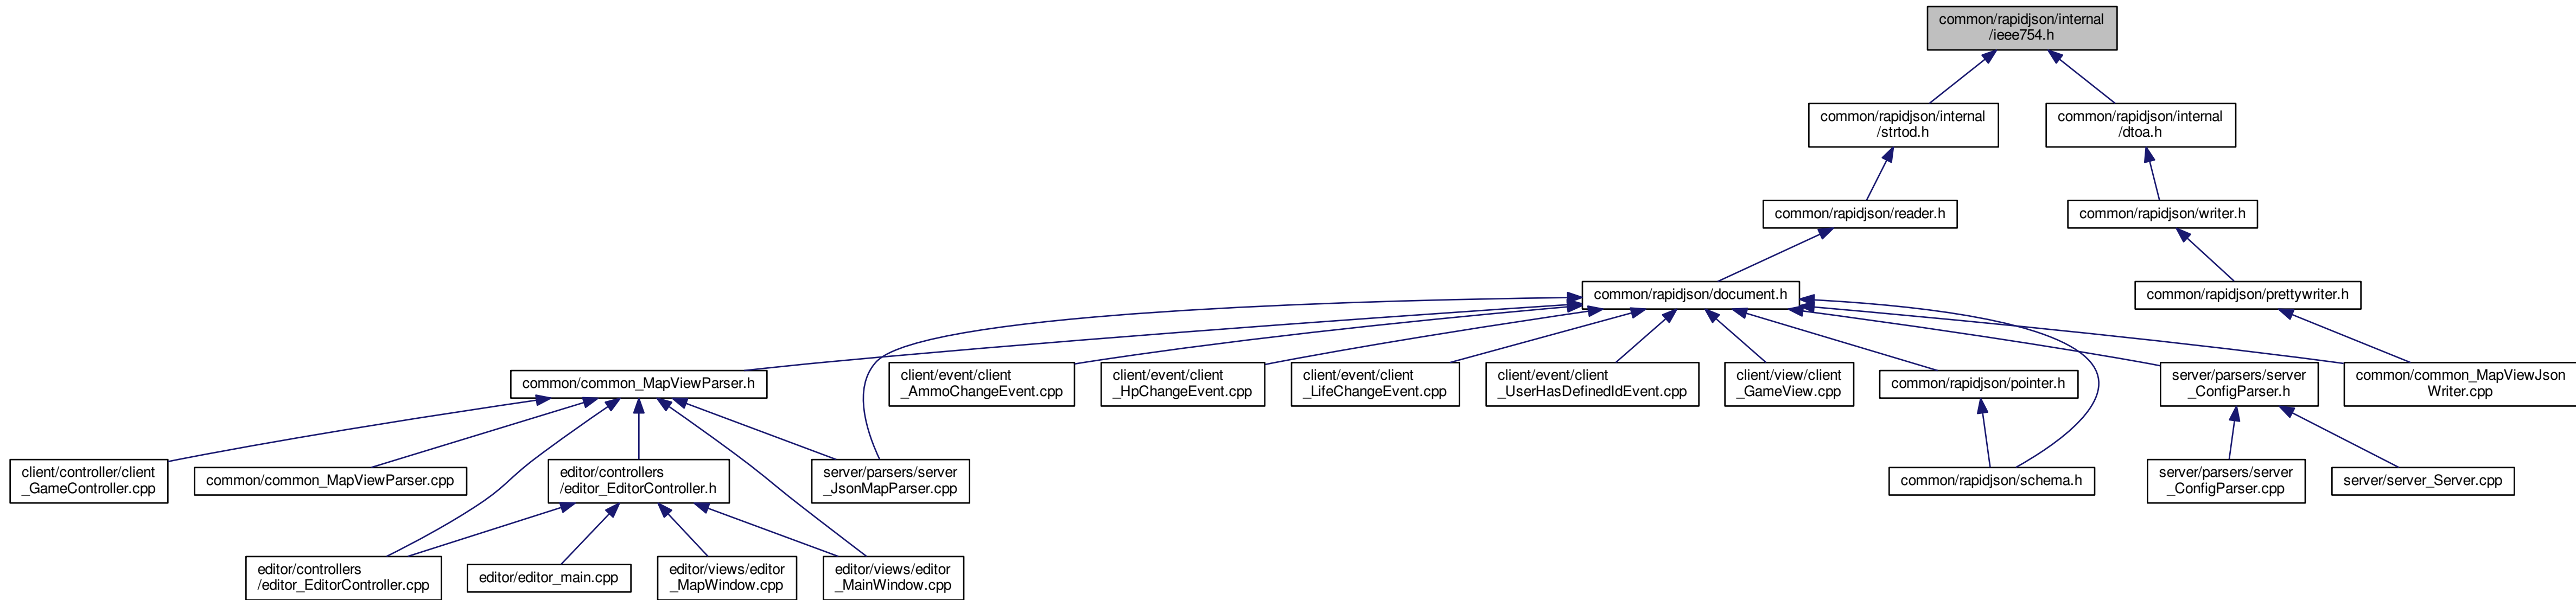 common/rapidjson/internal
/ieee754.h
common/rapidjson/internal
/strtod.h
common/rapidjson/internal
/dtoa.h
common/rapidjson/reader.h
common/rapidjson/writer.h
common/rapidjson/document.h
common/rapidjson/prettywriter.h
common/common_MapViewParser.h
client/event/client
_AmmoChangeEvent.cpp
client/event/client
_HpChangeEvent.cpp
client/event/client
_LifeChangeEvent.cpp
client/event/client
_UserHasDefinedIdEvent.cpp
client/view/client
_GameView.cpp
common/rapidjson/pointer.h
server/parsers/server
_ConfigParser.h
common/common_MapViewJson
Writer.cpp
client/controller/client
_GameController.cpp
common/common_MapViewParser.cpp
editor/controllers
/editor_EditorController.h
server/parsers/server
_JsonMapParser.cpp
common/rapidjson/schema.h
server/parsers/server
_ConfigParser.cpp
server/server_Server.cpp
editor/controllers
/editor_EditorController.cpp
editor/editor_main.cpp
editor/views/editor
_MapWindow.cpp
editor/views/editor
_MainWindow.cpp